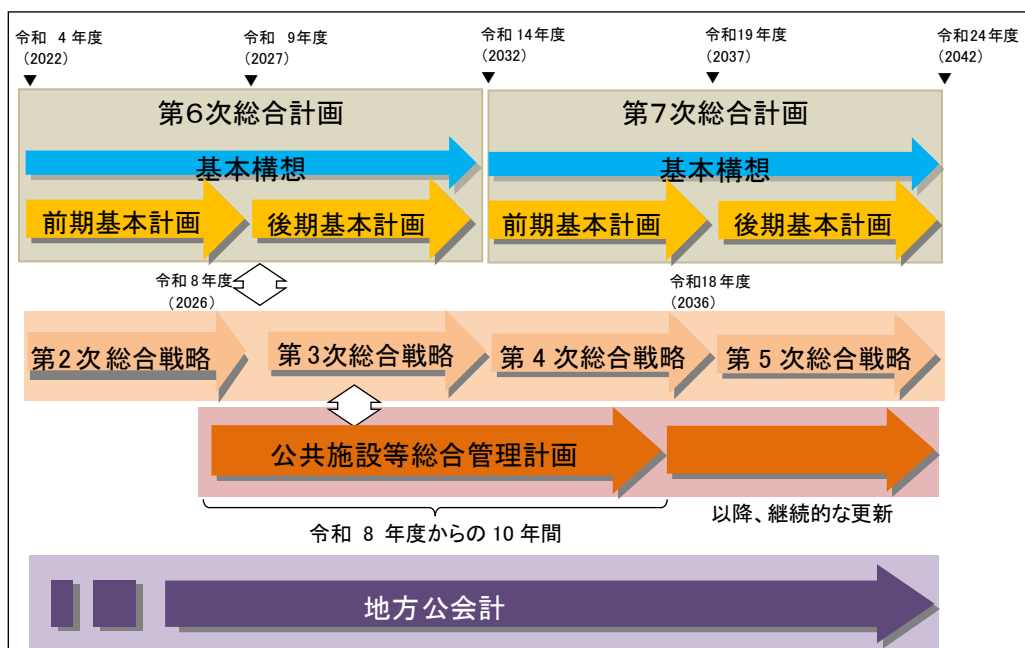 令和 4 年度
（2022）
令和 9年度
（2027）
令和 14年度
（2032）
令和19年度
（2037）
令和24年度
（2042）
第6次総合計画
第7次総合計画
基本構想
基本構想
前期基本計画
後期基本計画
前期基本計画
後期基本計画
令和 8 年度
（2026）
令和18年度
（2036）
第2次総合戦略
第3次総合戦略
第4次総合戦略
第5次総合戦略
公共施設等総合管理計画
令和 8 年度からの 10 年間
以降、継続的な更新
地方公会計